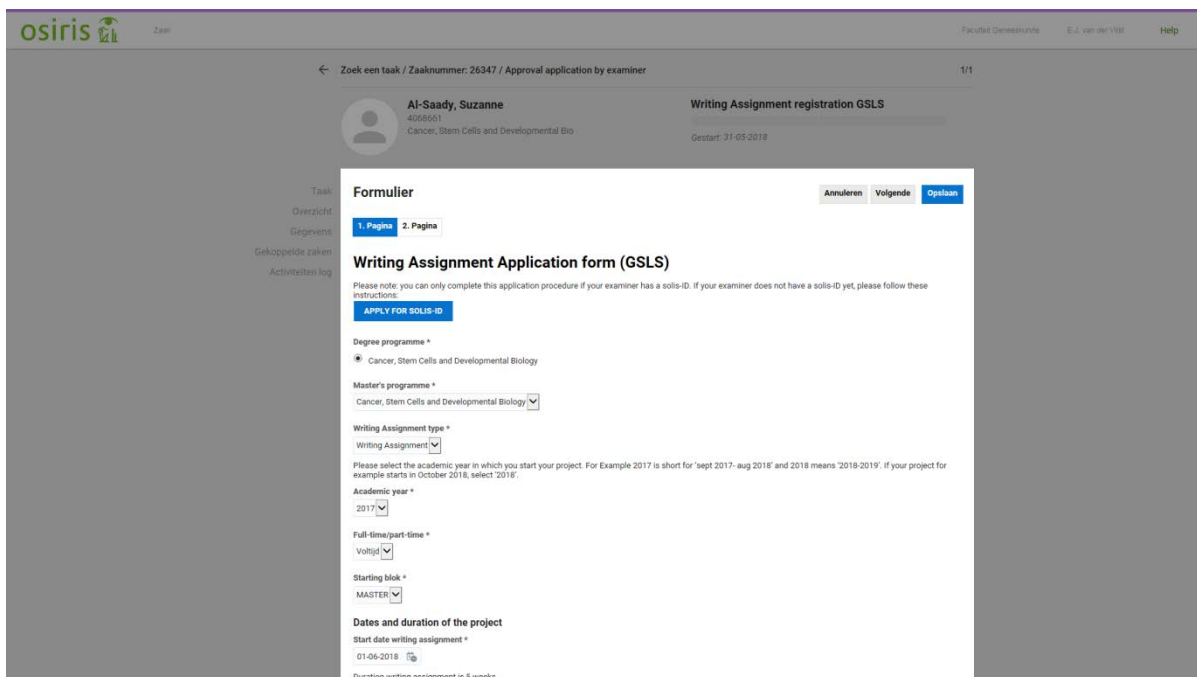 osiris
Zaak
Faculteit Geneeskunde
E.J. van der Vlist
Help
Zoek een taak / Zaaknummer: 26347 / Approval application by examiner
1/1
Al-Saady, Suzanne
4068661
Cancer, Stem Cells and Developmental Bio
Writing Assignment registration GSLS
Gestart: 31-05-2018
Taak
Overzicht
Gegevens
Gekoppelde zaken
Activiteiten log
Formulier
Annuleren
Volgende
Opslaan
1. Pagina
2. Pagina
Writing Assignment Application form (GSLS)
Please note: you can only complete this application procedure if your examiner has a solis-ID. If your examiner does not have a solis-ID yet, please follow these
instructions:
APPLY FOR SOLIS-ID
Degree programme *
Cancer, Stem Cells and Developmental Biology
Master's programme *
Cancer, Stem Cells and Developmental Biology
Writing Assignment type *
Writing Assignment
Please select the academic year in which you start your project. For Example 2017 is short for 'sept 2017- aug 2018' and 2018 means '2018-2019'. If your project for
example starts in October 2018, select '2018'.
Academic year *
2017
Full-time/part-time *
Voltijd
Starting blok *
MASTER
Dates and duration of the project
Start date writing assignment *
01-06-2018
Duration writing assignment is 5 weeks